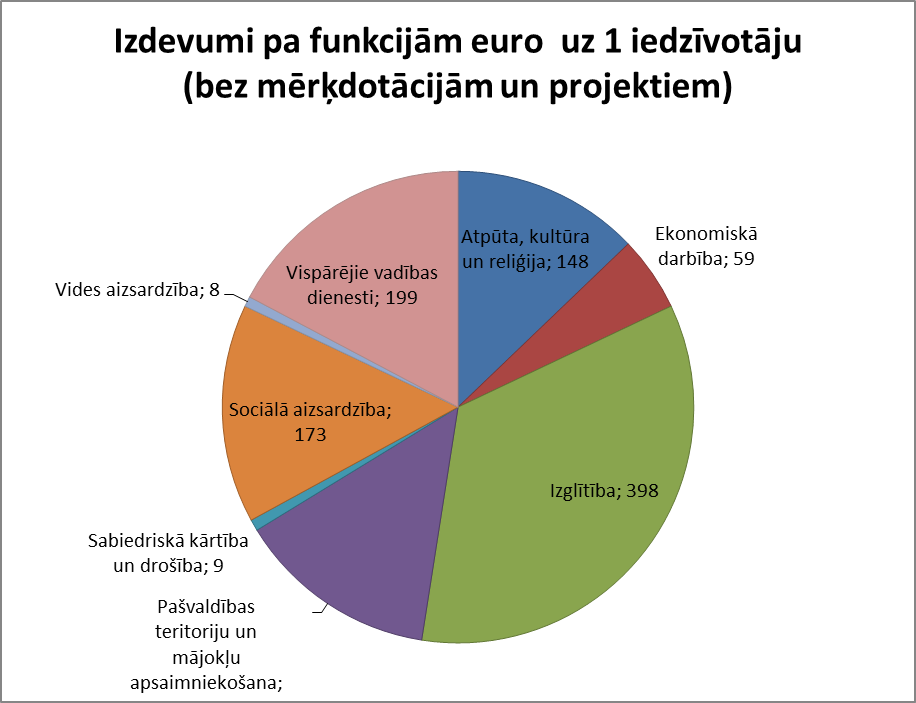 Izdevumi pa funkcijām euro uz 1 iedzīvotāju
(bez mērķdotācijām un projektiem)
Atpūta, kultūra
un reliģija; 148
Ekonomiskā
darbība; 59
Izglītība; 398
Pašvaldības
teritoriju un
mājokļu
apsaimniekošana;
Sabiedriskā kārtība
un drošība; 9
Sociālā aizsardzība;
173
Vides aizsardzība; 8
Vispārējie vadības
dienesti; 199